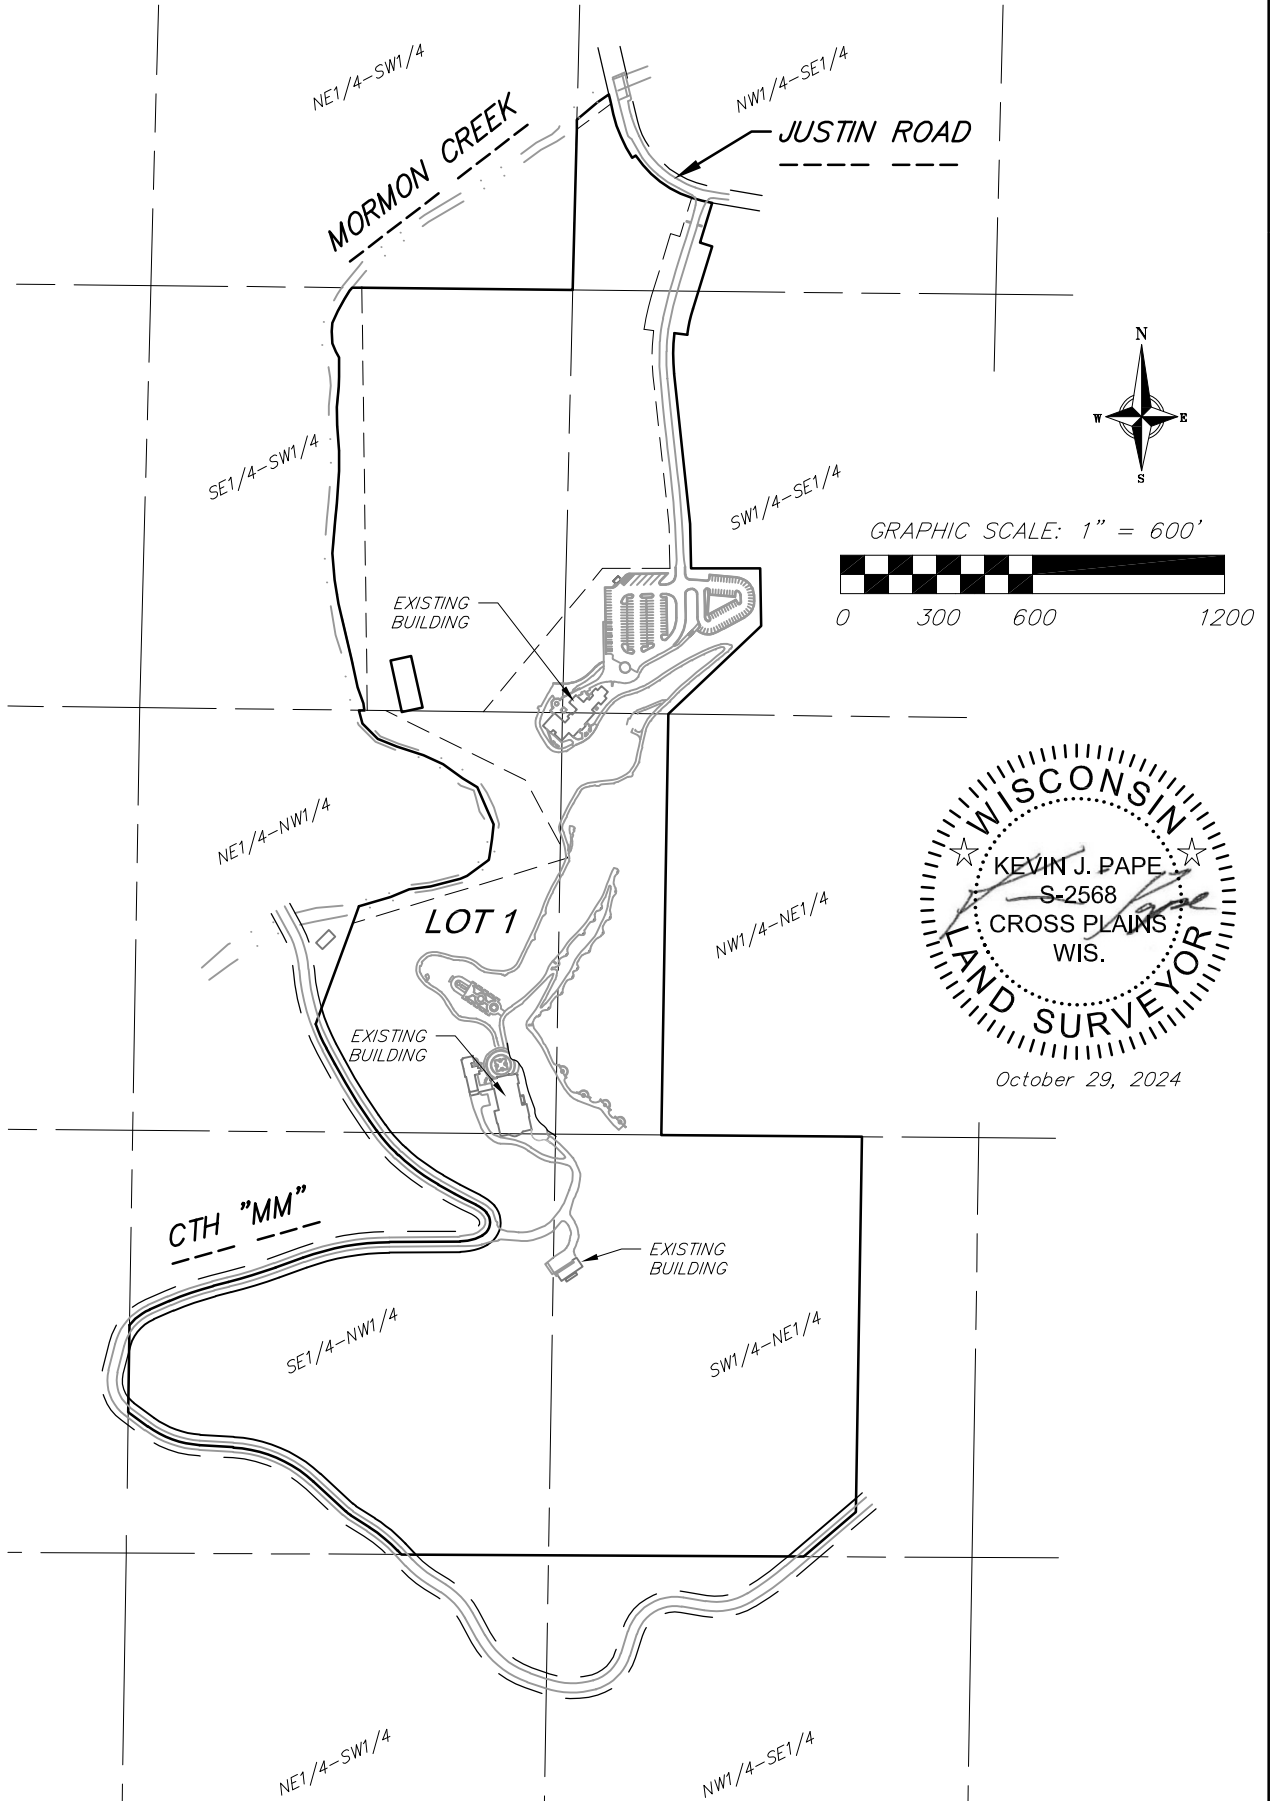 NE1/4-SW1/4
NW1/4-SE1/4
MORMON CREEK
JUSTIN ROAD
N
W
E
S
SE1/4-SW1/4
SW1/4-SE1/4
GRAPHIC SCALE: 1" = 600'
0 300 600 1200
EXISTING
BUILDING
NE1/4-NW1/4
LOT 1
NW1/4-NE1/4
WISCONSIN
KEVIN J. PAPE
S-2568
CROSS PLAINS
WIS.
LAND SURVEYOR
October 29, 2024
EXISTING
BUILDING
CTH "MM"
EXISTING
BUILDING
SE1/4-NW1/4
SW1/4-NE1/4
NE1/4-SW1/4
NW1/4-SE1/4